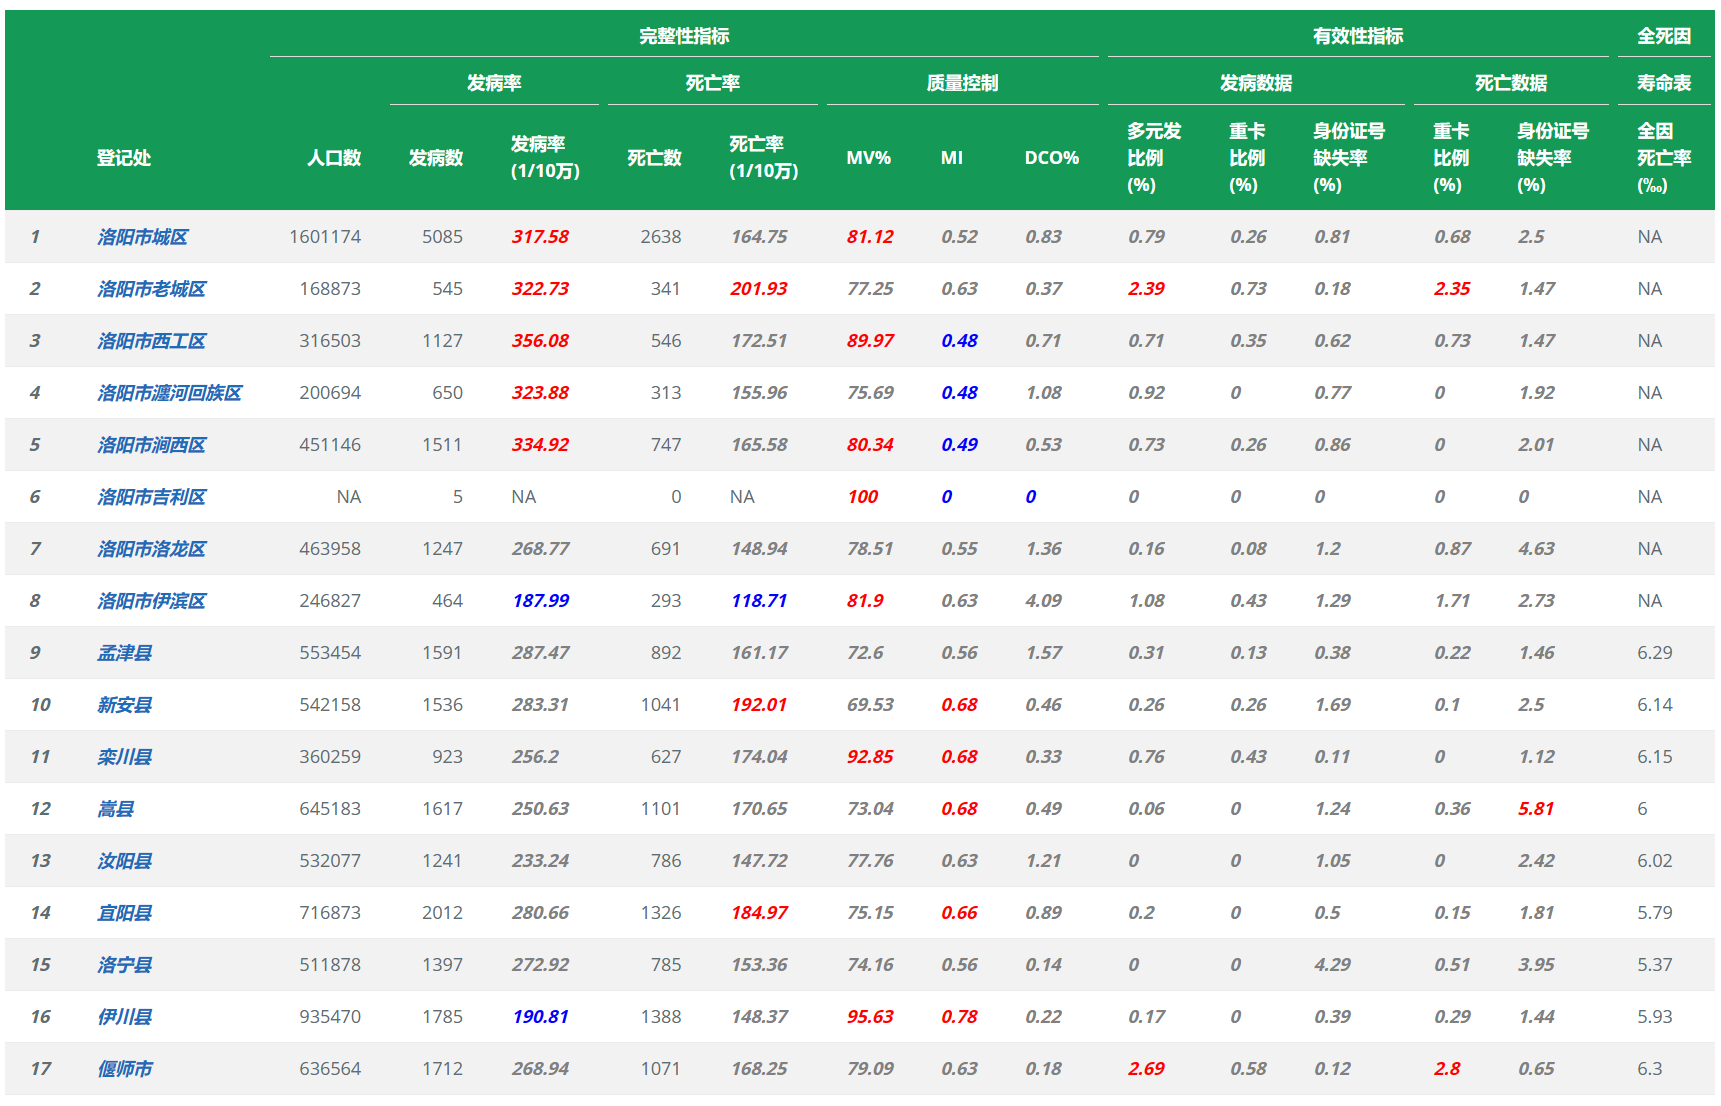 完整性指标 有效性指标 全死因
发病率 死亡率 质量控制 发病数据 死亡数据 寿命表
登记处 人口数 发病数 发病率 (1/10万) 死亡数 死亡率 (1/10万) MV% MI DCO% 多元发比例 (%) 重卡比例 (%) 身份证号缺失率 (%) 重卡比例 (%) 身份证号缺失率 (%) 全因死亡率 (‰)
1 洛阳市城区 1601174 5085 317.58 2638 164.75 81.12 0.52 0.83 0.79 0.26 0.81 0.68 2.5 NA
2 洛阳市老城区 168873 545 322.73 341 201.93 77.25 0.63 0.37 2.39 0.73 0.18 2.35 1.47 NA
3 洛阳市西工区 316503 1127 356.08 546 172.51 89.97 0.48 0.71 0.71 0.35 0.62 0.73 1.47 NA
4 洛阳市瀍河回族区 200694 650 323.88 313 155.96 75.69 0.48 1.08 0.92 0 0.77 0 1.92 NA
5 洛阳市涧西区 451146 1511 334.92 747 165.58 80.34 0.49 0.53 0.73 0.26 0.86 0 2.01 NA
6 洛阳市吉利区 NA 5 NA 0 NA 100 0 0 0 0 0 0 0 NA
7 洛阳市洛龙区 463958 1247 268.77 691 148.94 78.51 0.55 1.36 0.16 0.08 1.2 0.87 4.63 NA
8 洛阳市伊滨区 246827 464 187.99 293 118.71 81.9 0.63 4.09 1.08 0.43 1.29 1.71 2.73 NA
9 孟津县 553454 1591 287.47 892 161.17 72.6 0.56 1.57 0.31 0.13 0.38 0.22 1.46 6.29
10 新安县 542158 1536 283.31 1041 192.01 69.53 0.68 0.46 0.26 0.26 1.69 0.1 2.5 6.14
11 栾川县 360259 923 256.2 627 174.04 92.85 0.68 0.33 0.76 0.43 0.11 0 1.12 6.15
12 嵩县 645183 1617 250.63 1101 170.65 73.04 0.68 0.49 0.06 0 1.24 0.36 5.81 6
13 汝阳县 532077 1241 233.24 786 147.72 77.76 0.63 1.21 0 0 1.05 0 2.42 6.02
14 宜阳县 716873 2012 280.66 1326 184.97 75.15 0.66 0.89 0.2 0 0.5 0.15 1.81 5.79
15 洛宁县 511878 1397 272.92 785 153.36 74.16 0.56 0.14 0 0 4.29 0.51 3.95 5.37
16 伊川县 935470 1785 190.81 1388 148.37 95.63 0.78 0.22 0.17 0 0.39 0.29 1.44 5.93
17 偃师市 636564 1712 268.94 1071 168.25 79.09 0.63 0.18 2.69 0.58 0.12 2.8 0.65 6.3